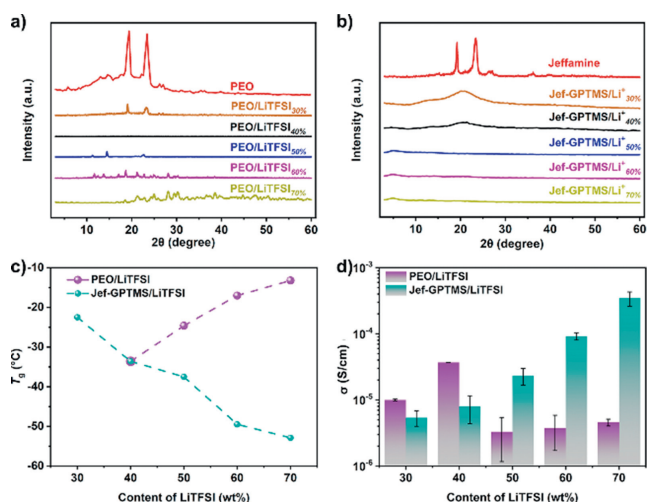 a)
Intensity (a.u.)
PEO
PEO/LiTFSI30%
PEO/LiTFSI40%
PEO/LiTFSI50%
PEO/LiTFSI60%
PEO/LiTFSI70%
10 20 30 40 50 60
2θ (degree)
b)
Intensity (a.u.)
Jeffamine
Jef-GPTMS/Li+30%
Jef-GPTMS/Li+40%
Jef-GPTMS/Li+50%
Jef-GPTMS/Li+60%
Jef-GPTMS/Li+70%
10 20 30 40 50 60
2θ (degree)
c)
PEO/LiTFSI
Jef-GPTMS/LiTFSI
Tg (°C)
-10
-20
-30
-40
-50
-60
30 40 50 60 70
Content of LiTFSI (wt%)
d)
PEO/LiTFSI
Jef-GPTMS/LiTFSI
σ (S/cm)
10-3
10-4
10-5
10-6
30 40 50 60 70
Content of LiTFSI (wt%)